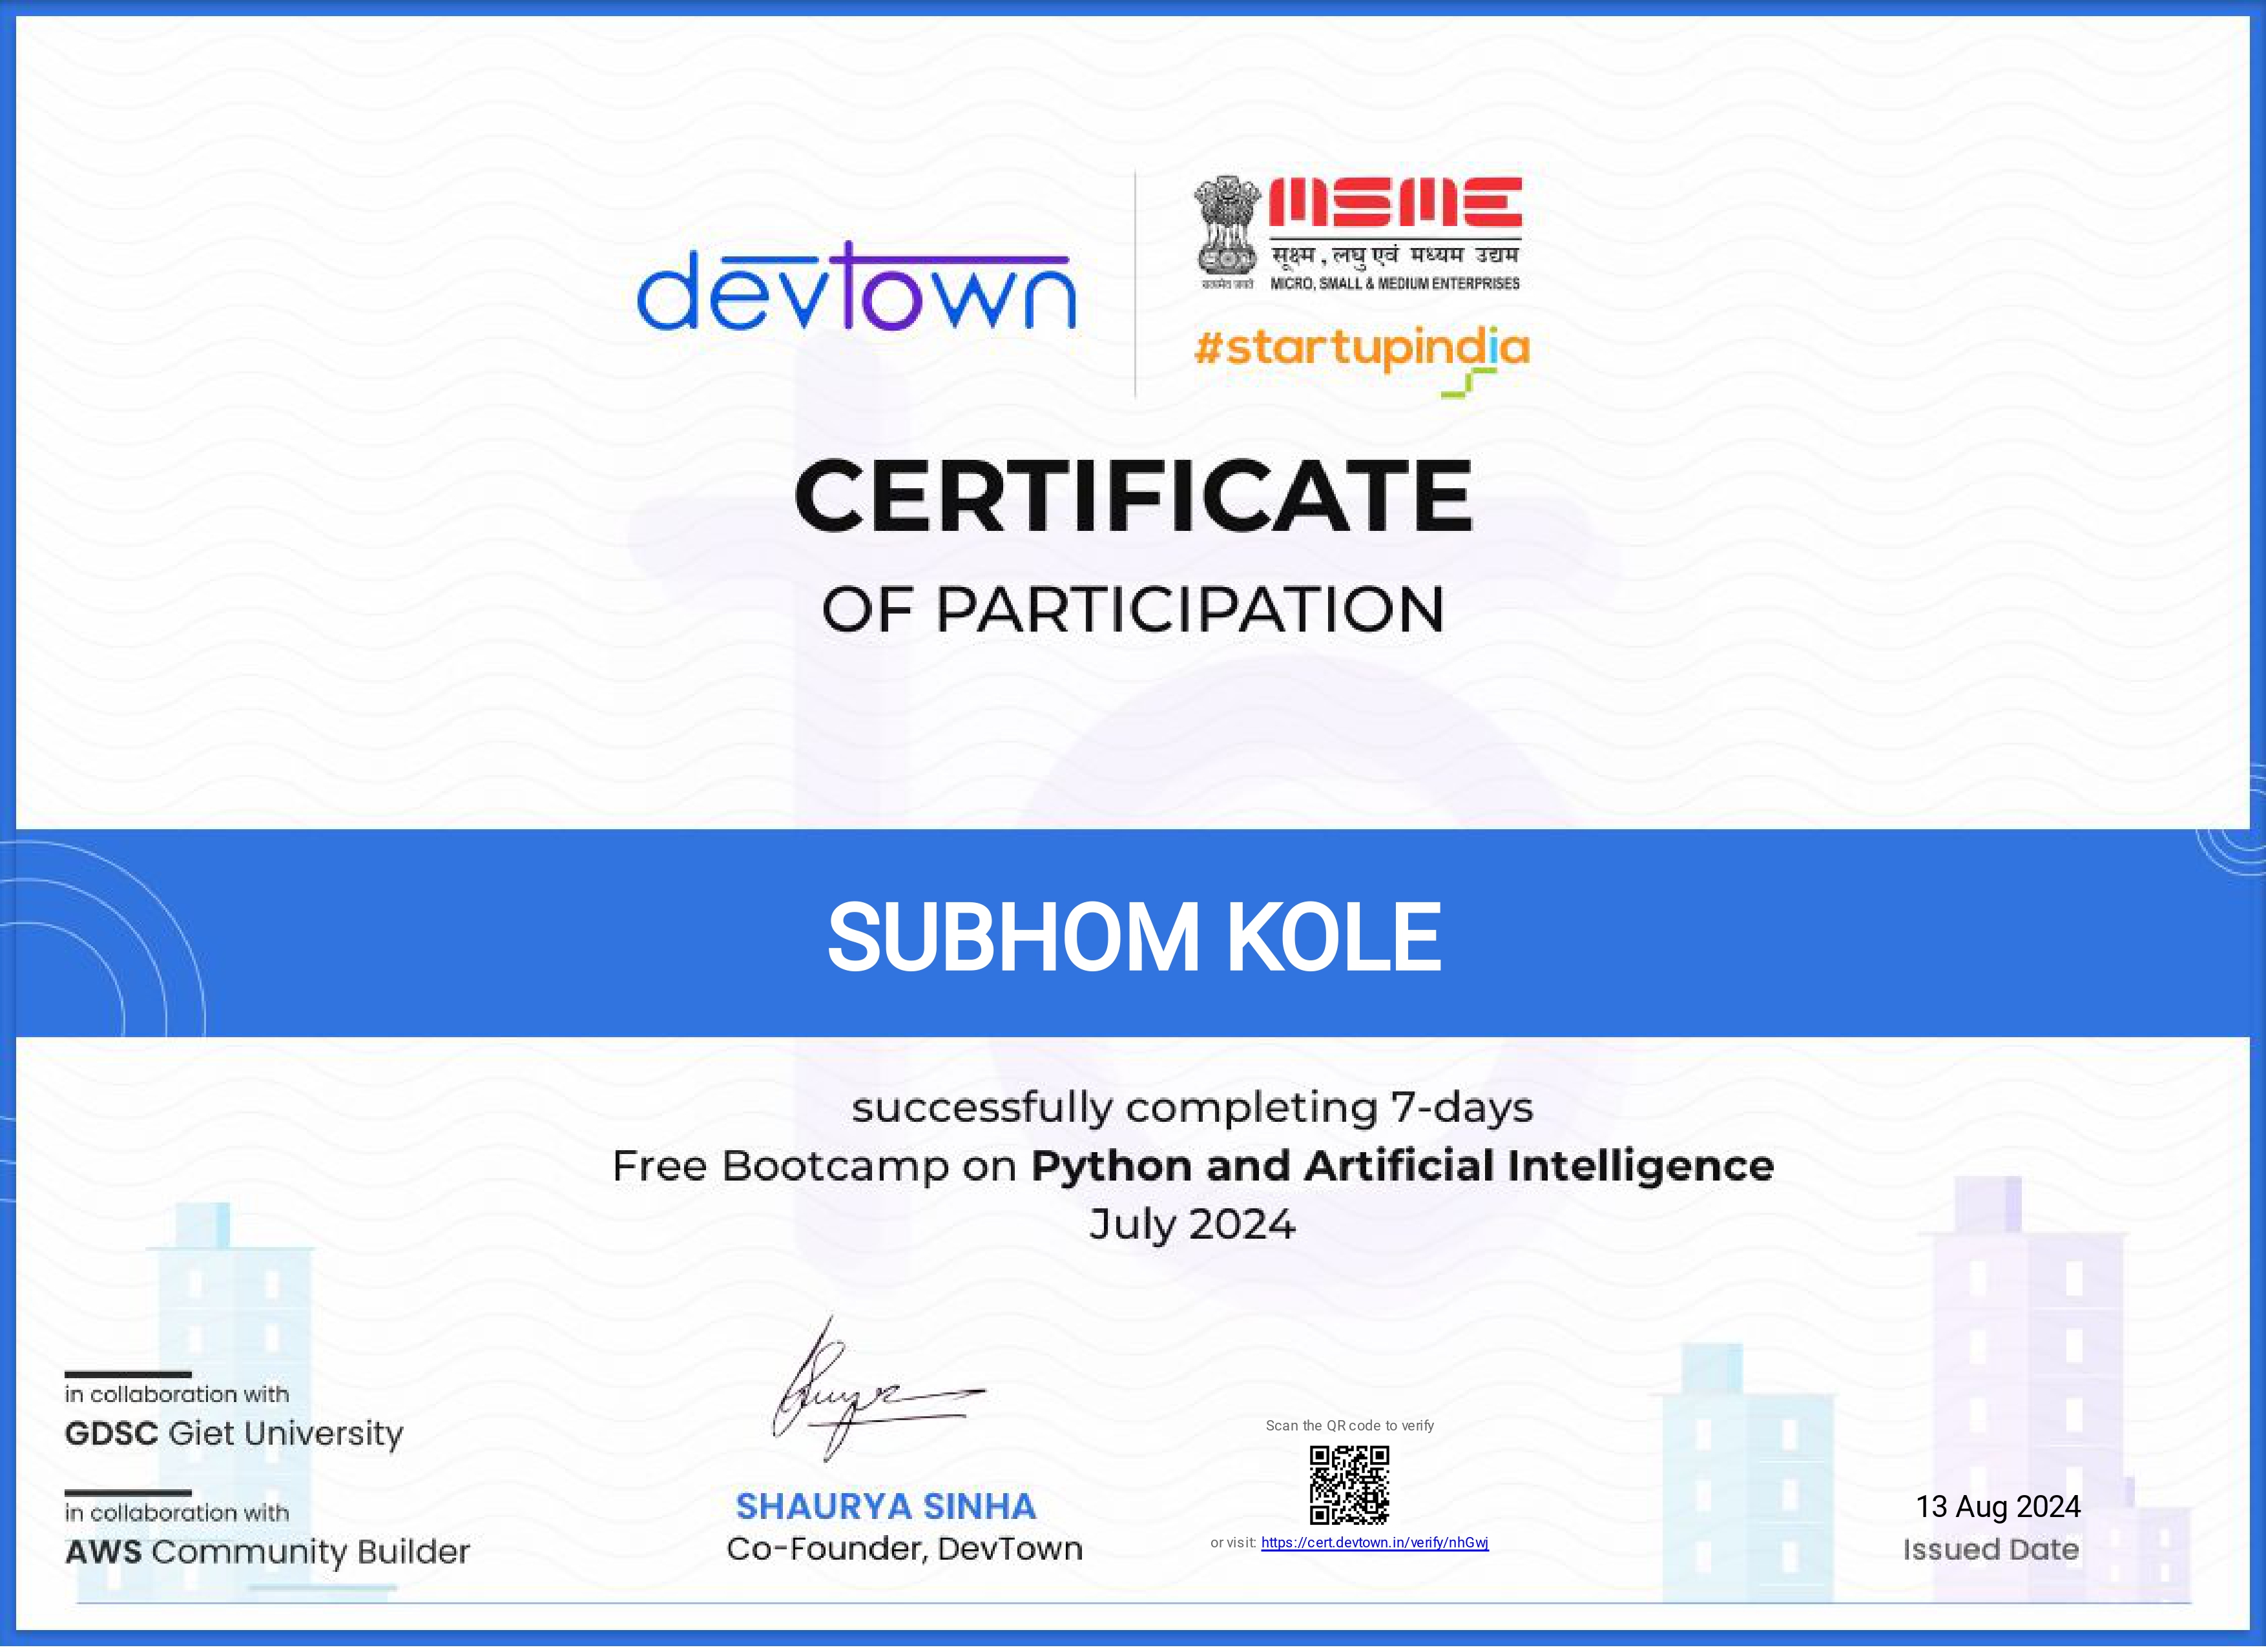 devtown
MSME
सूक्ष्म , लघु एवं मध्यम उद्यम
सत्यमेव जयते
MICRO, SMALL & MEDIUM ENTERPRISES
#startupindia
CERTIFICATE
OF PARTICIPATION
SUBHOM KOLE
successfully completing 7-days
Free Bootcamp on Python and Artificial Intelligence
July 2024
in collaboration with
GDSC Giet University
in collaboration with
AWS Community Builder
SHAURYA SINHA
Co-Founder, DevTown
Scan the QR code to verify
or visit: https://cert.devtown.in/verify/nhGwj
13 Aug 2024
Issued Date